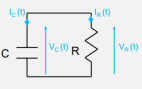 I_C (t) I_R (t)
C V_C (t) R V_R (t)